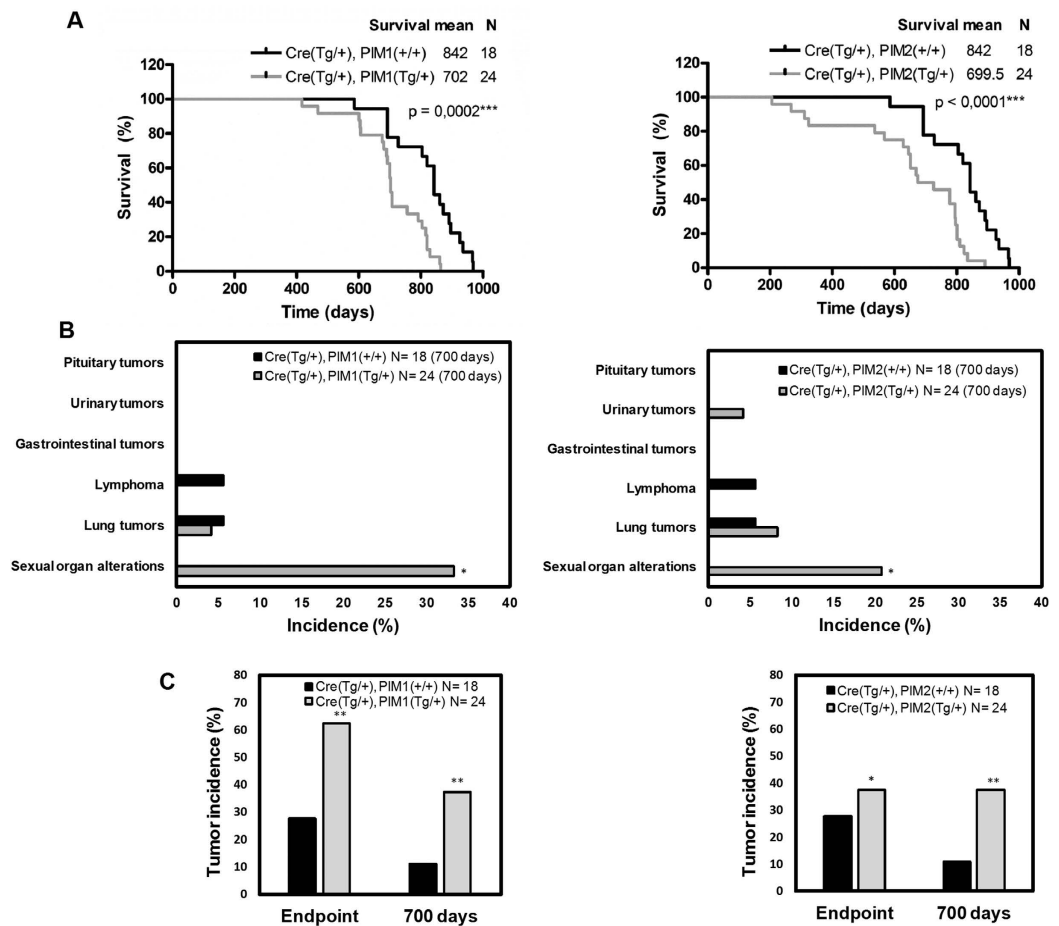 A
Survival mean N
Cre(Tg/+), PIM1(+/+) 842 18
Cre(Tg/+), PIM1(Tg/+) 702 24
p = 0,0002***
120
100
80
60
40
20
0
Survival (%)
0 200 400 600 800 1000
Time (days)
Survival mean N
Cre(Tg/+), PIM2(+/+) 842 18
Cre(Tg/+), PIM2(Tg/+) 699.5 24
p < 0,0001***
120
100
80
60
40
20
0
Survival (%)
0 200 400 600 800 1000
Time (days)
B
Cre(Tg/+), PIM1(+/+) N= 18 (700 days)
Cre(Tg/+), PIM1(Tg/+) N= 24 (700 days)
Pituitary tumors
Urinary tumors
Gastrointestinal tumors
Lymphoma
Lung tumors
Sexual organ alterations
*
0 5 10 15 20 25 30 35 40
Incidence (%)
Cre(Tg/+), PIM2(+/+) N= 18 (700 days)
Cre(Tg/+), PIM2(Tg/+) N= 24 (700 days)
Pituitary tumors
Urinary tumors
Gastrointestinal tumors
Lymphoma
Lung tumors
Sexual organ alterations
*
0 5 10 15 20 25 30 35 40
Incidence (%)
C
Cre(Tg/+), PIM1(+/+) N= 18
Cre(Tg/+), PIM1(Tg/+) N= 24
80
70
60
50
40
30
20
10
0
Tumor incidence (%)
**
**
Endpoint 700 days
Cre(Tg/+), PIM2(+/+) N= 18
Cre(Tg/+), PIM2(Tg/+) N= 24
80
70
60
50
40
30
20
10
0
Tumor incidence (%)
*
**
Endpoint 700 days